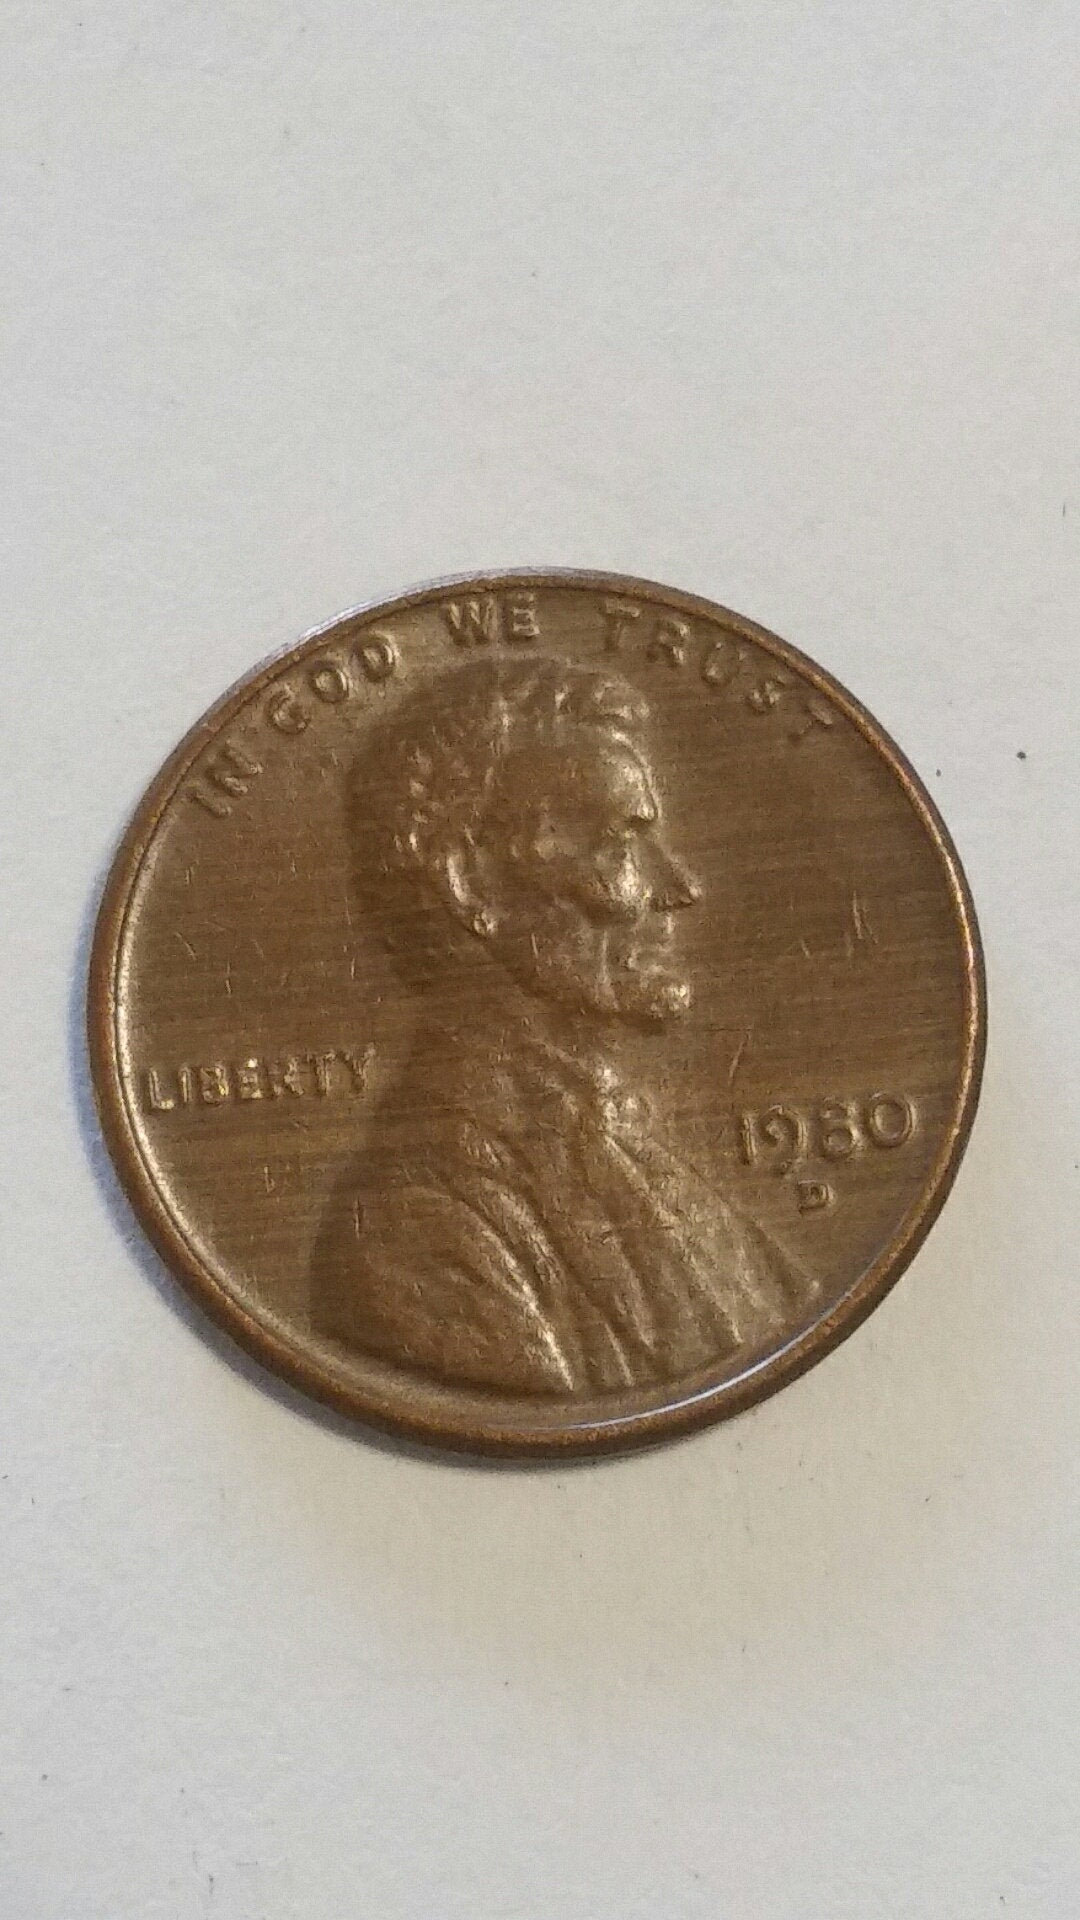 IN GOD WE TRUST
LIBERTY
1980
D